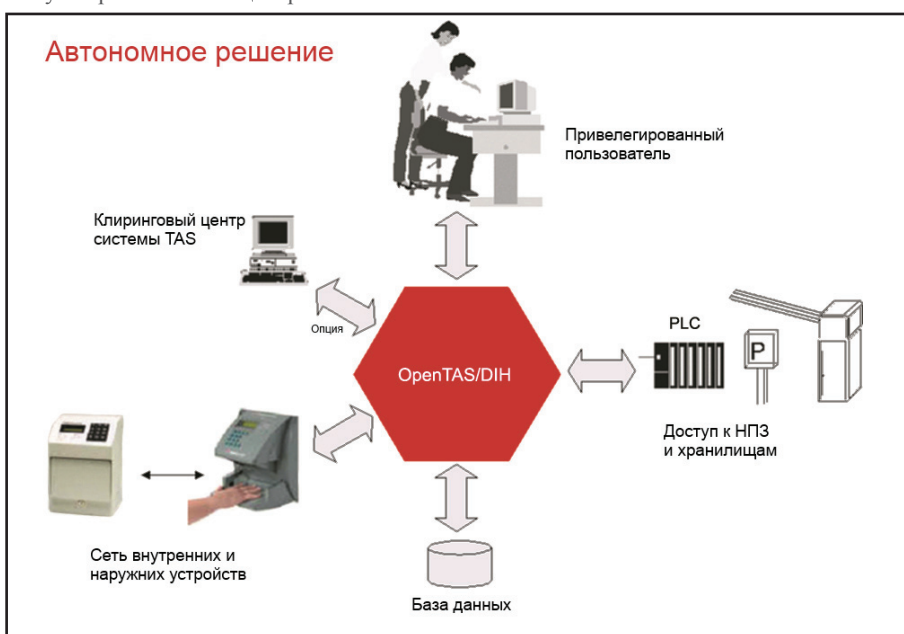 Автономное решение
Привелегированный
пользователь
Клиринговый центр
системы TAS
Опция
OpenTAS/DIH
PLC
P
Доступ к НПЗ
и хранилищам
Сеть внутренних и
наружних устройств
База данных